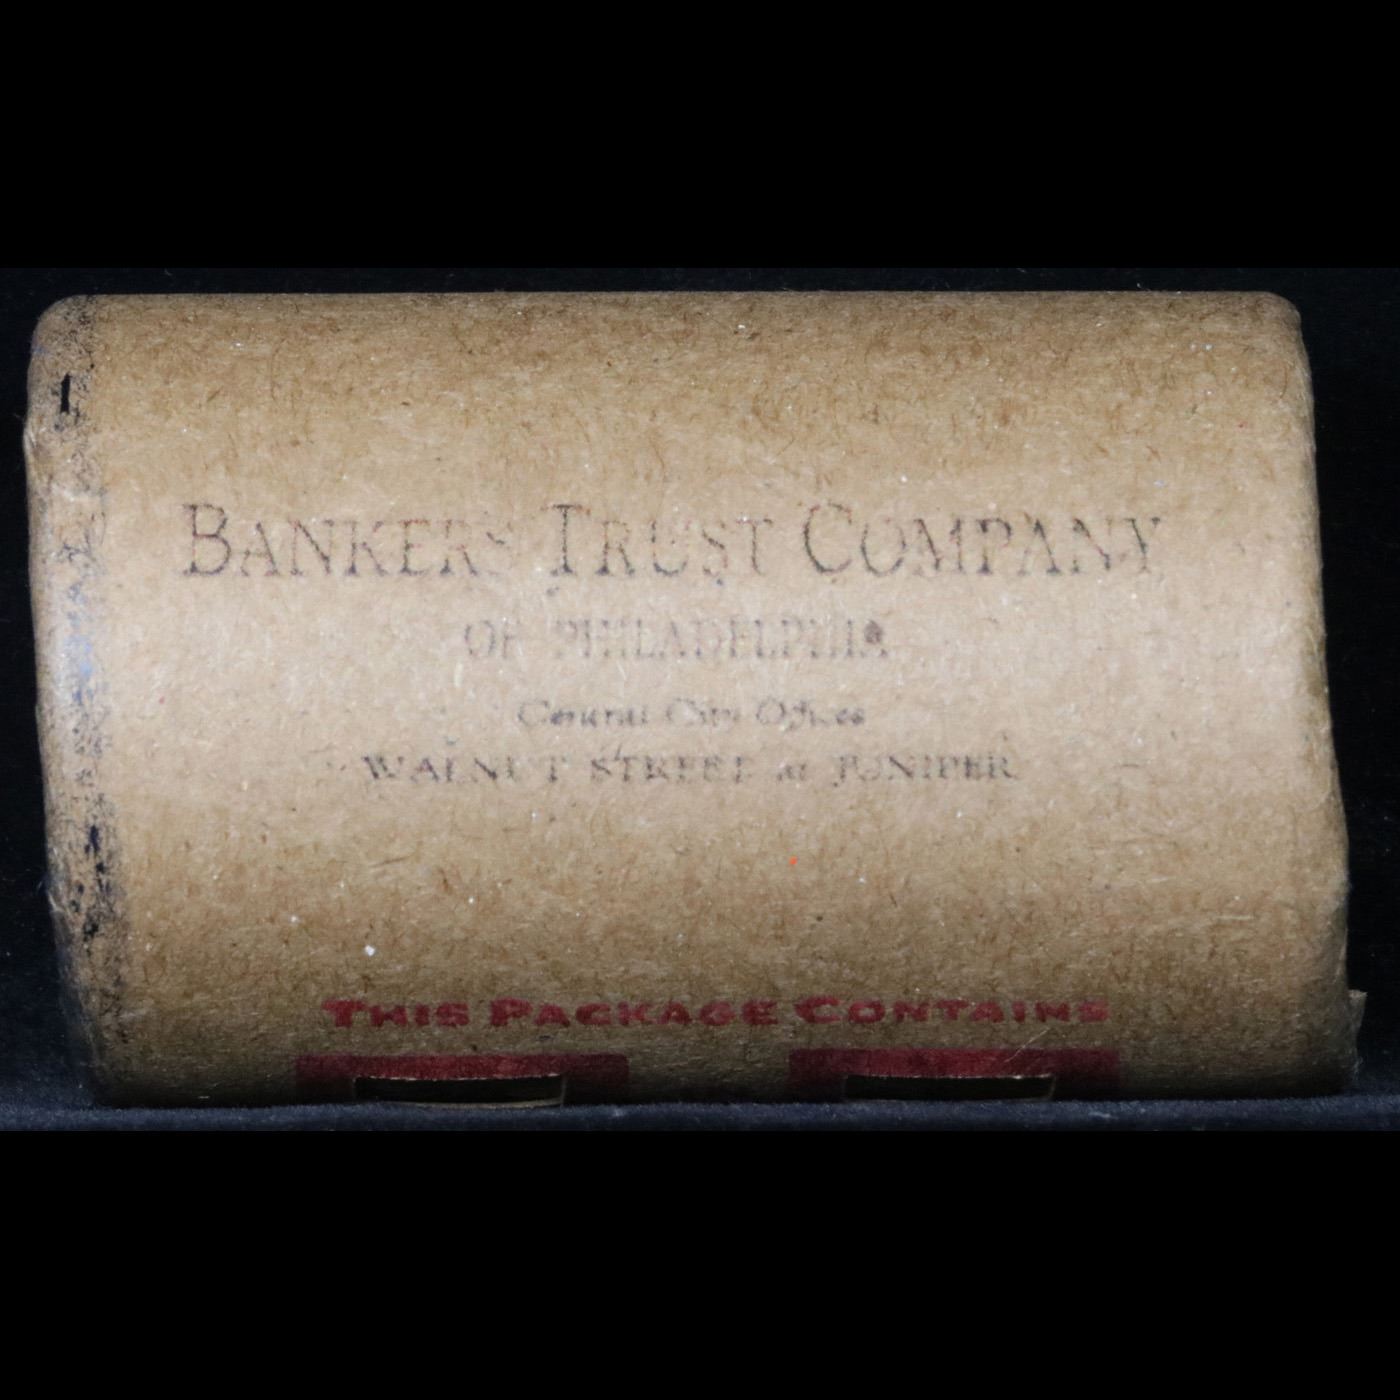 BANKERS TRUST COMPANY
OF PHILADELPHIA
Central City Offices
WALNUT STREET at JUNIPER
THIS PACKAGE CONTAINS